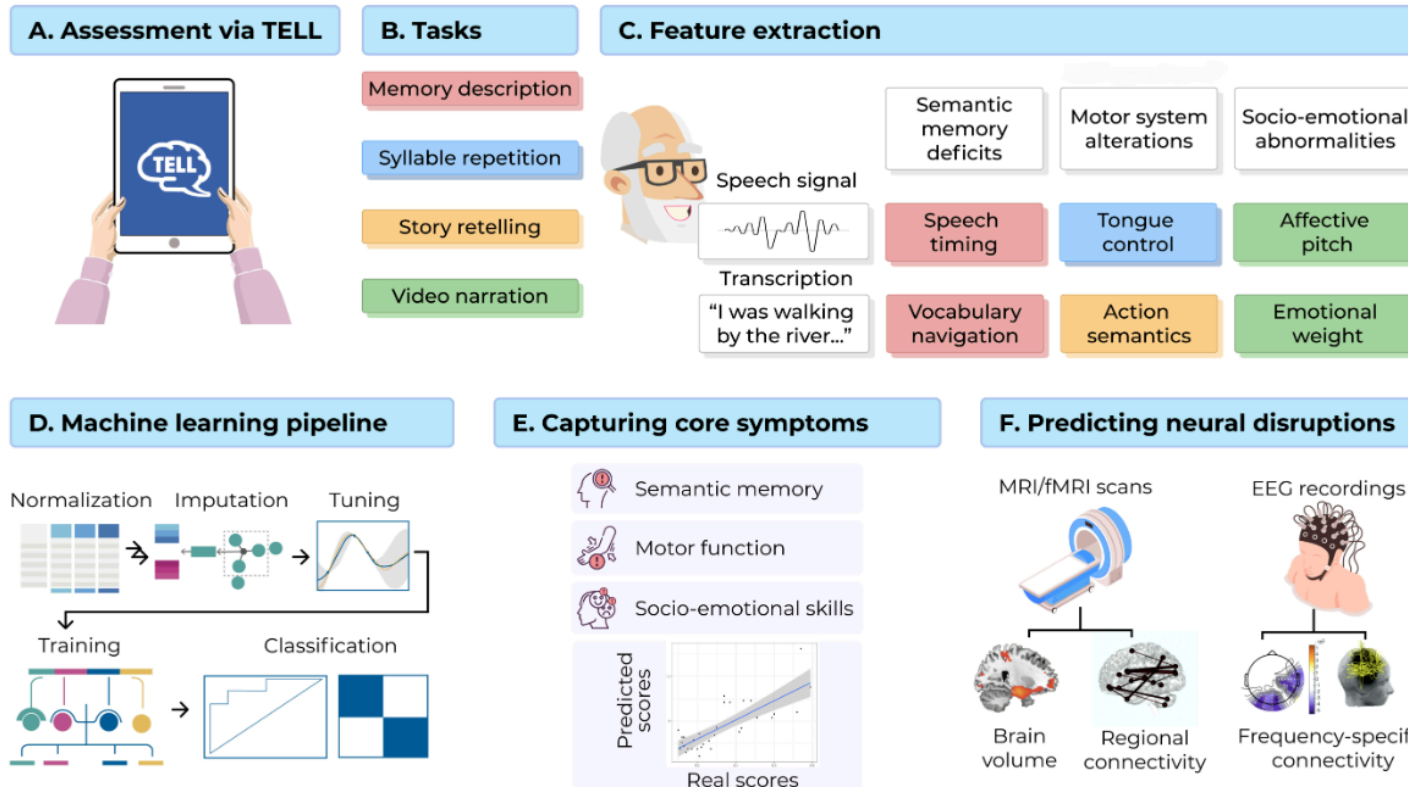 A. Assessment via TELL
TELL
B. Tasks
Memory description
Syllable repetition
Story retelling
Video narration
C. Feature extraction
Semantic
memory
deficits
Motor system
alterations
Socio-emotional
abnormalities
Speech signal
Speech
timing
Tongue
control
Affective
pitch
Transcription
“I was walking
by the river...”
Vocabulary
navigation
Action
semantics
Emotional
weight
D. Machine learning pipeline
Normalization
Imputation
Tuning
Training
Classification
E. Capturing core symptoms
Semantic memory
Motor function
Socio-emotional skills
Predicted
scores
Real scores
F. Predicting neural disruptions
MRI/fMRI scans
EEG recordings
Brain
volume
Regional
connectivity
Frequency-specif
connectivity